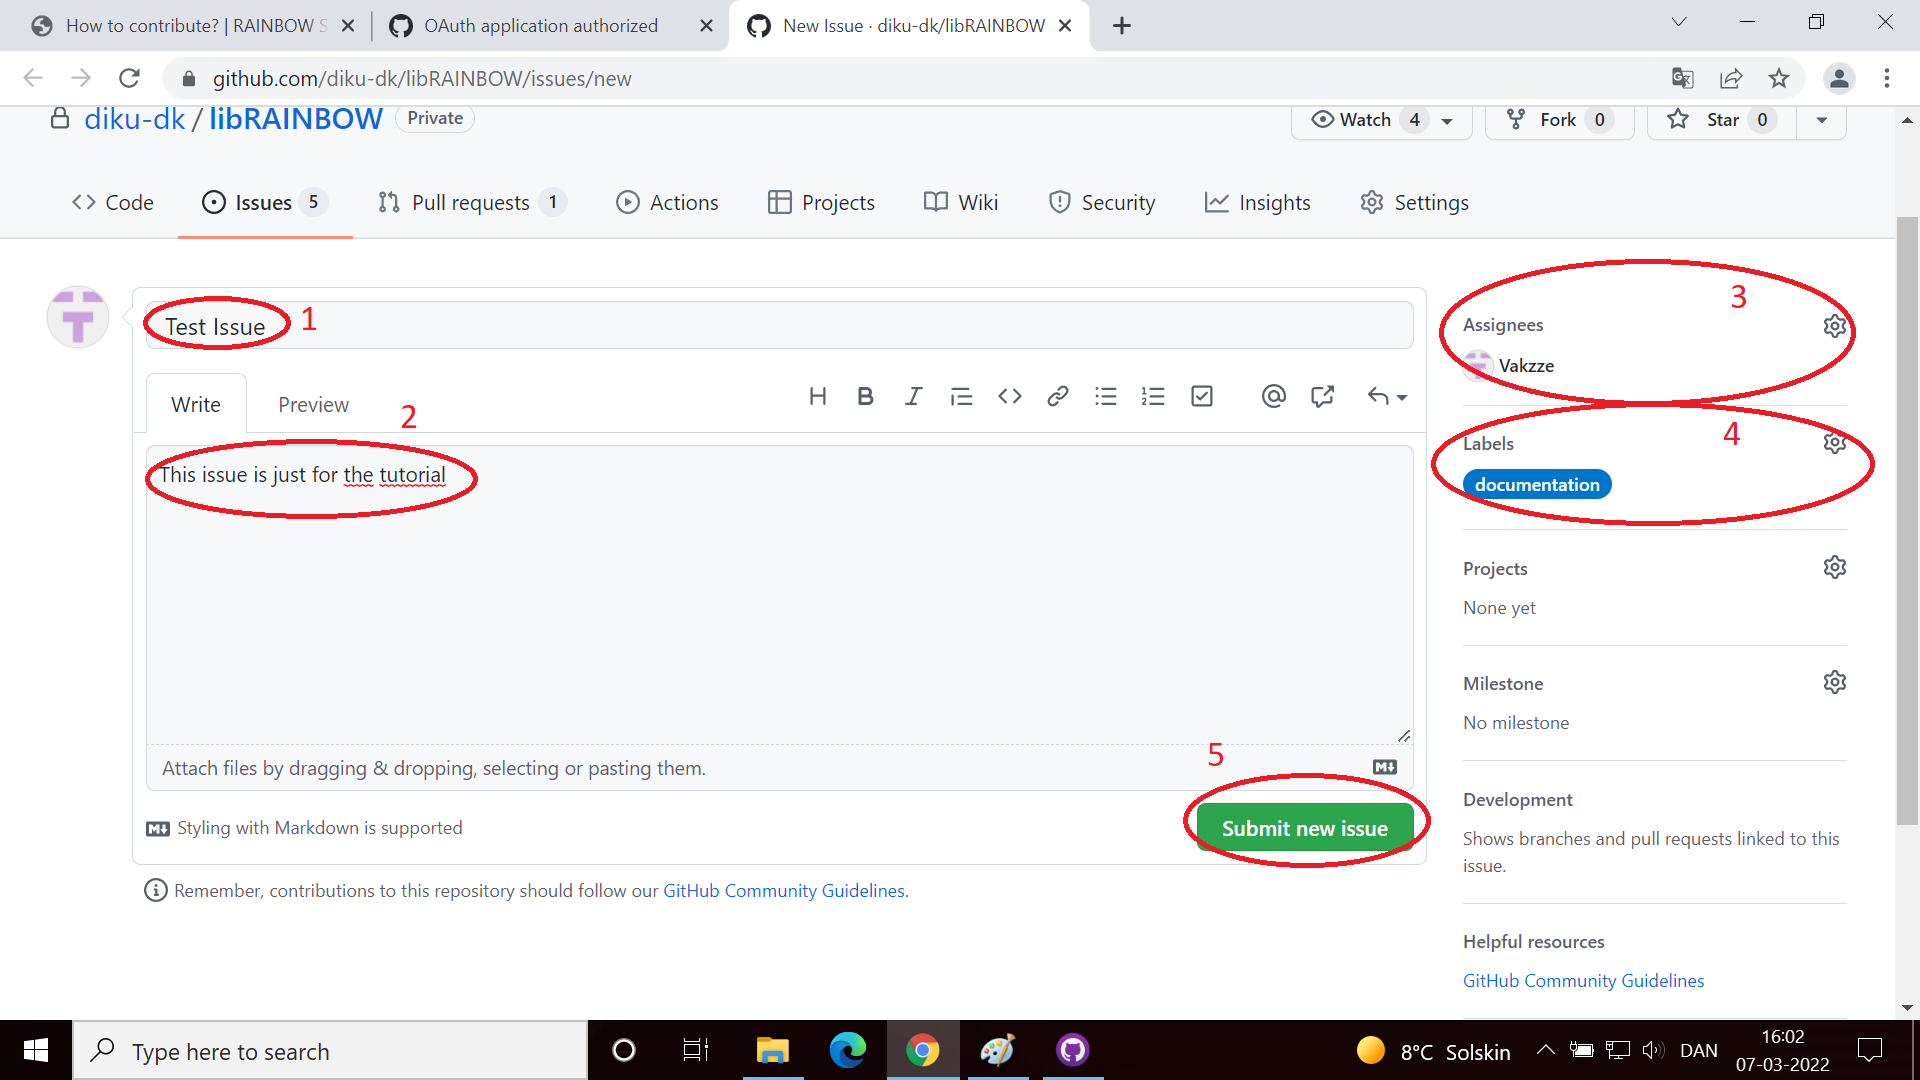 How to contribute? | RAINBOW S
OAuth application authorized
New Issue · diku-dk/libRAINBOW
github.com/diku-dk/libRAINBOW/issues/new
diku-dk / libRAINBOW Private
Watch 4
Fork 0
Star 0
Code
Issues 5
Pull requests 1
Actions
Projects
Wiki
Security
Insights
Settings
Test Issue 1
Write
Preview
2
H B I
This issue is just for the tutorial
Attach files by dragging & dropping, selecting or pasting them.
5
Styling with Markdown is supported
Submit new issue
Remember, contributions to this repository should follow our GitHub Community Guidelines.
3
Assignees
Vakzze
4
Labels
documentation
Projects
None yet
Milestone
No milestone
Development
Shows branches and pull requests linked to this
issue.
Helpful resources
GitHub Community Guidelines
Type here to search
8°C Solskin
DAN
16:02
07-03-2022